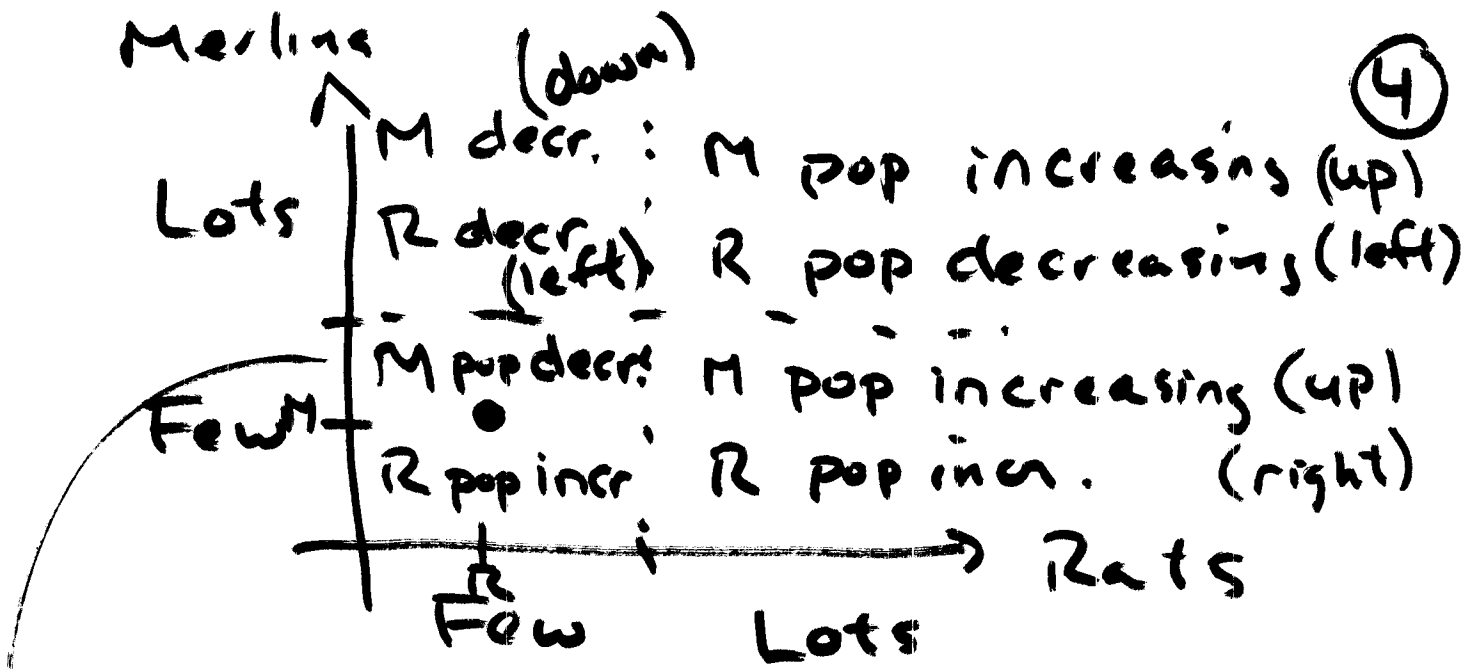 Merlins
(down)
4
M decr. M pop increasing (up)
Lots
R decr. R pop decreasing (left)
(left)
M pop decr. M pop increasing (up)
Few M
R pop incr R pop incr. (right)
R
Rats
Few Lots